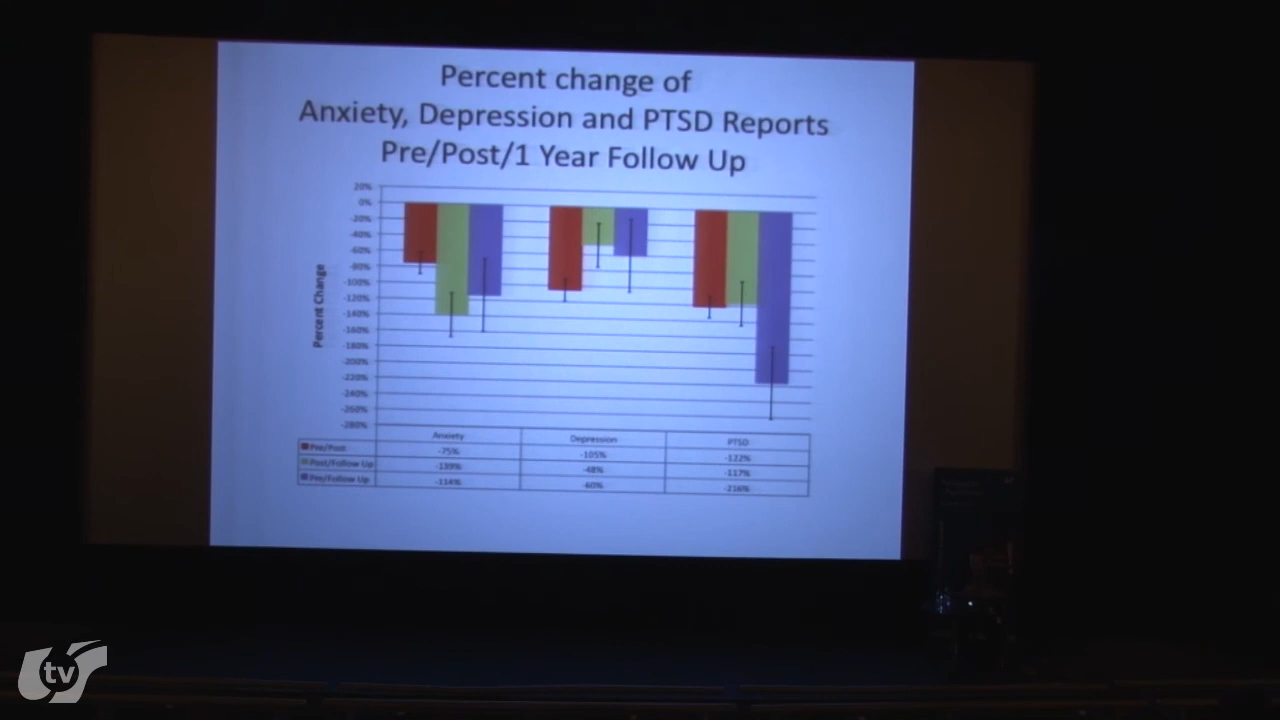 Percent change of
Anxiety, Depression and PTSD Reports
Pre/Post/1 Year Follow Up
20%
0%
-20%
-40%
-60%
-80%
-100%
-120%
-140%
-160%
-180%
-200%
-220%
-240%
-260%
-280%
Percent Change
Anxiety Depression PTSD
Pre/Post -75% -105% -122%
Post/Follow Up -139% -48% -117%
Pre/Follow Up -114% -60% -216%
tv